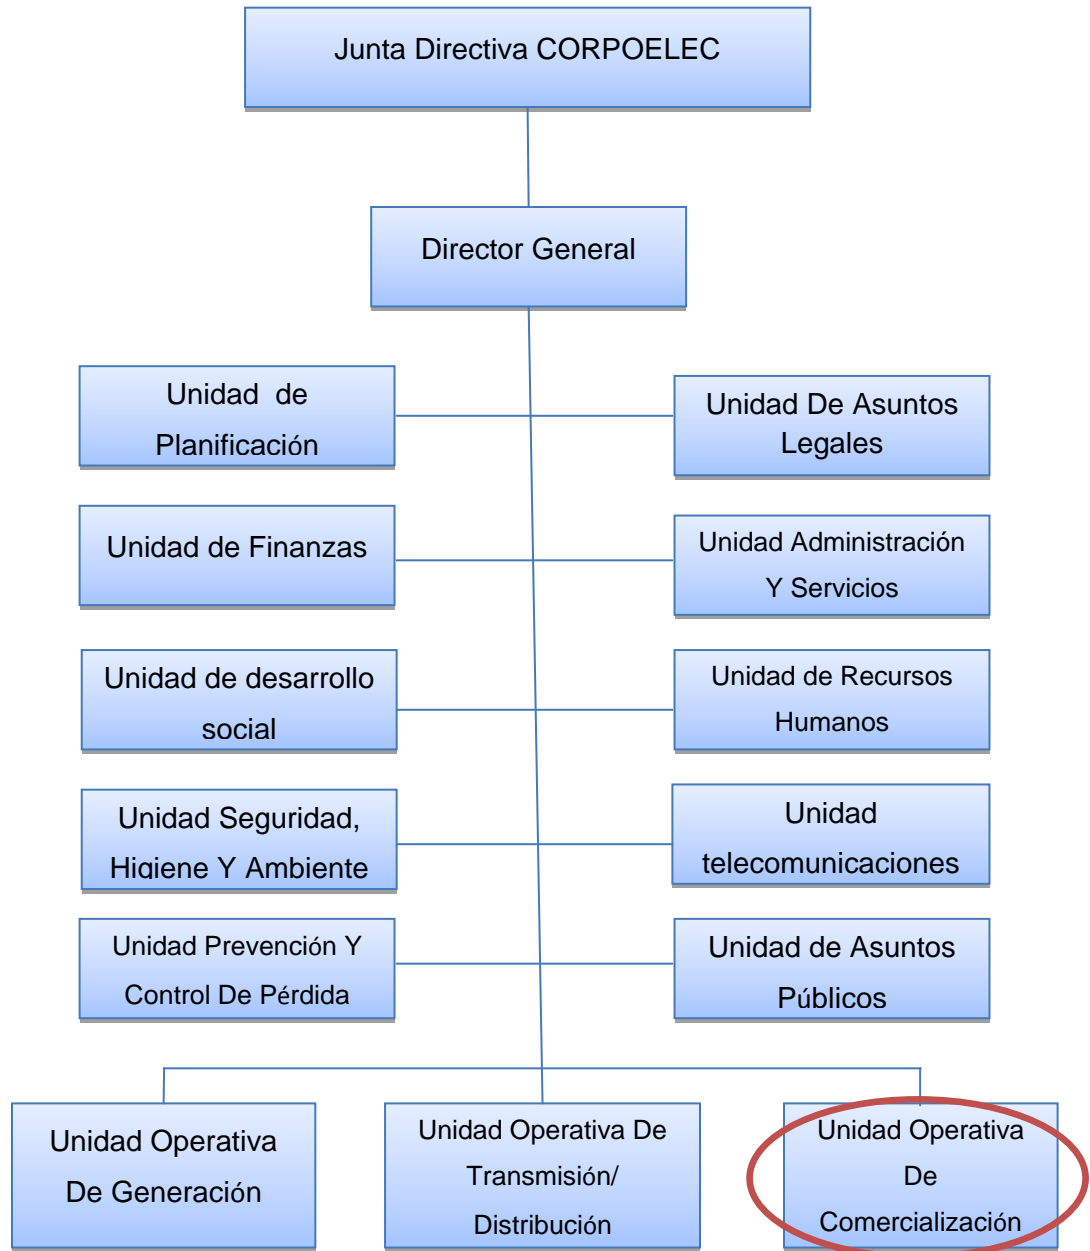 Junta Directiva CORPOELEC
Director General
Unidad de
Planificación
Unidad De Asuntos
Legales
Unidad de Finanzas
Unidad Administración
Y Servicios
Unidad de desarrollo
social
Unidad de Recursos
Humanos
Unidad Seguridad,
Higiene Y Ambiente
Unidad
telecomunicaciones
Unidad Prevención Y
Control De Pérdida
Unidad de Asuntos
Públicos
Unidad Operativa
De Generación
Unidad Operativa De
Transmisión/
Distribución
Unidad Operativa
De
Comercialización